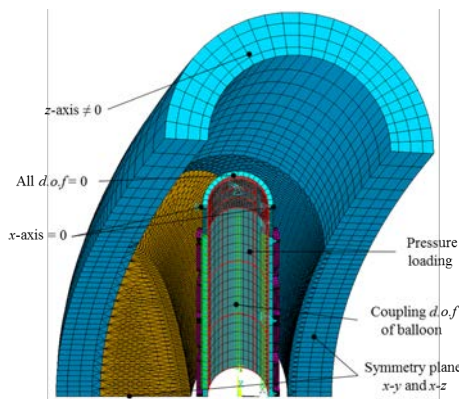 z-axis ≠ 0
All d.o.f = 0
x-axis = 0
Pressure
loading
Coupling d.o.f
of balloon
Symmetry plane
x-y and x-z